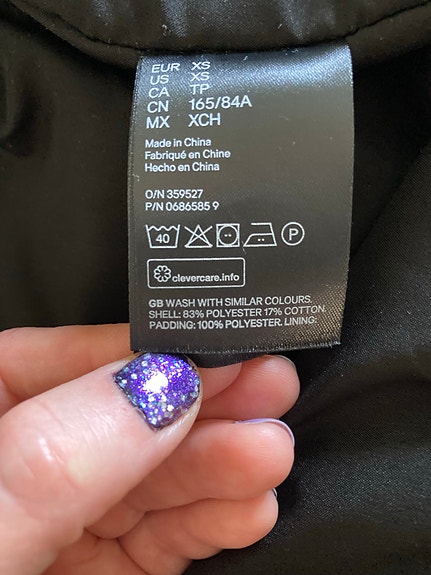 EUR XS
US XS
CA TP
CN 165/84A
MX XCH
Made in China
Fabriqué en Chine
Hecho en China
O/N 359527
P/N 0686585 9
40 P
clevercare.info
GB WASH WITH SIMILAR COLOURS.
SHELL: 83% POLYESTER 17% COTTON.
PADDING: 100% POLYESTER. LINING: